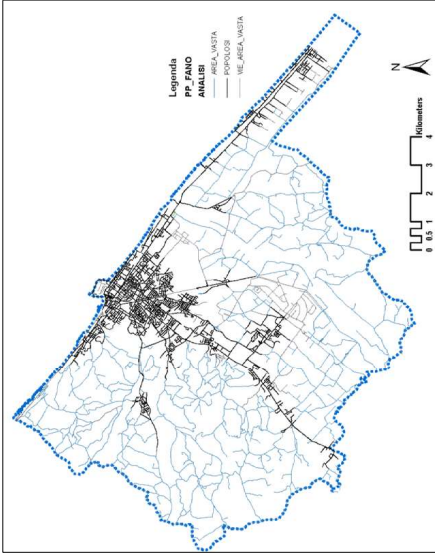 Legenda
PP_FANO
ANALISI
AREA_VASTA
POPOLOSI
VIE_AREA_VASTA
N
Kilometers
0 0.5 1 2 3 4